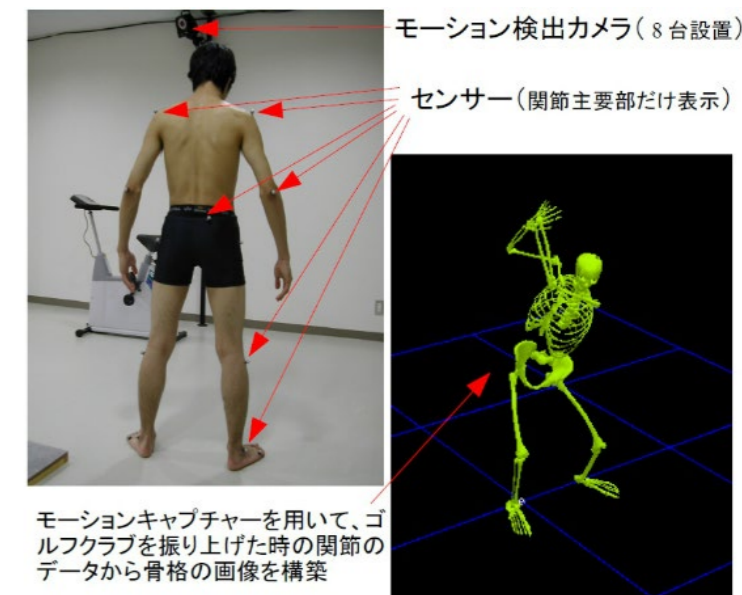 モーション検出カメラ（８台設置）
センサー（関節主要部だけ表示）
モーションキャプチャーを用いて、ゴ
ルフクラブを振り上げた時の関節の
データから骨格の画像を構築